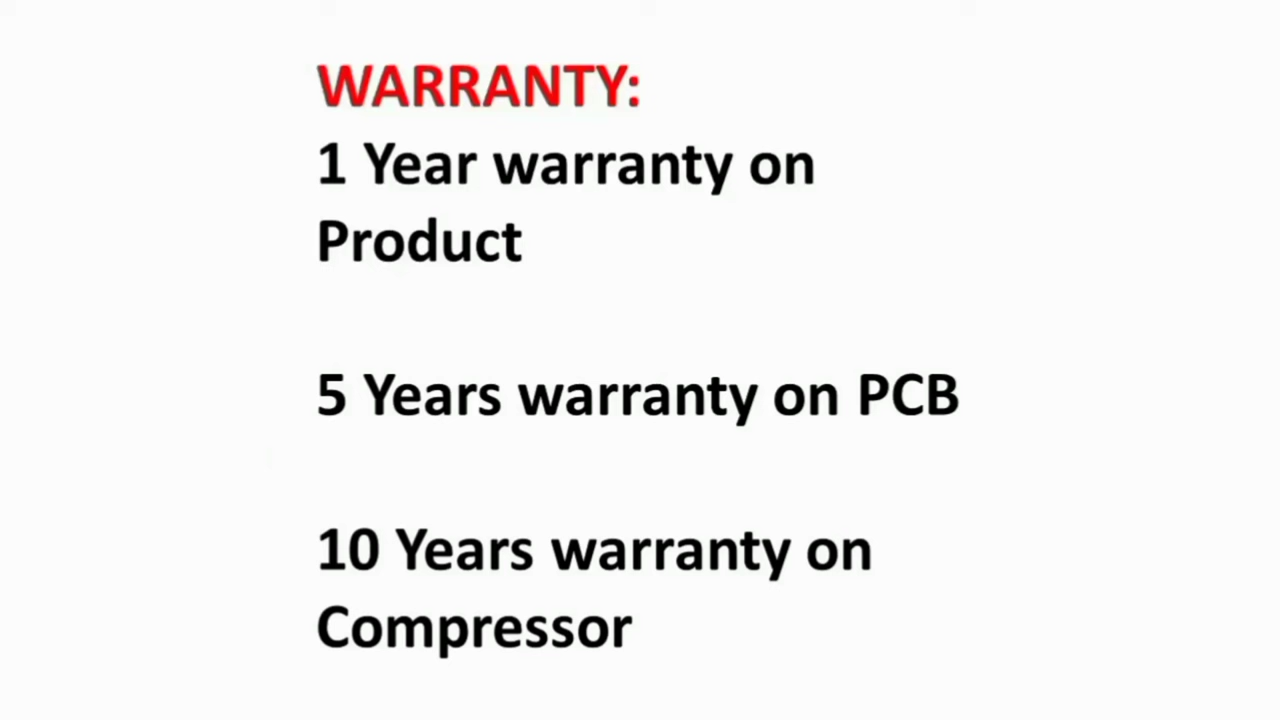 WARRANTY:
1 Year warranty on
Product
5 Years warranty on PCB
10 Years warranty on
Compressor